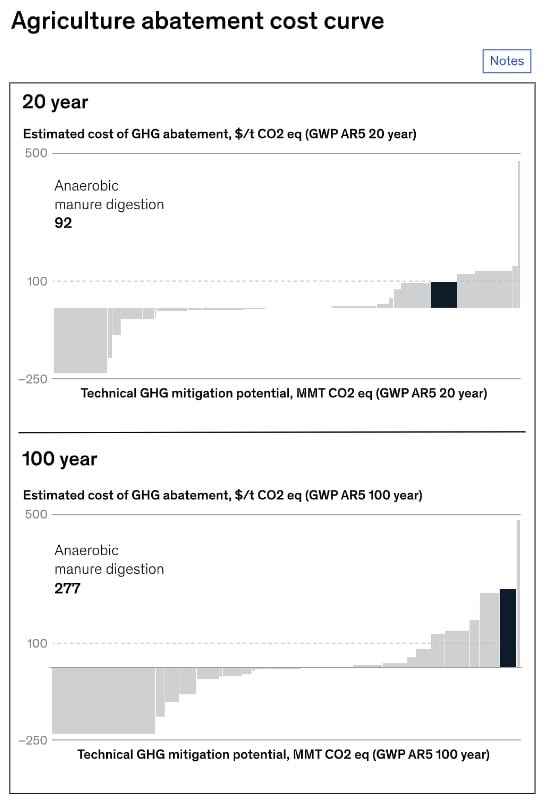 Agriculture abatement cost curve
Notes
20 year
Estimated cost of GHG abatement, $/t CO2 eq (GWP AR5 20 year)
500
Anaerobic
manure digestion
92
100
–250
Technical GHG mitigation potential, MMT CO2 eq (GWP AR5 20 year)
100 year
Estimated cost of GHG abatement, $/t CO2 eq (GWP AR5 100 year)
500
Anaerobic
manure digestion
277
100
–250
Technical GHG mitigation potential, MMT CO2 eq (GWP AR5 100 year)